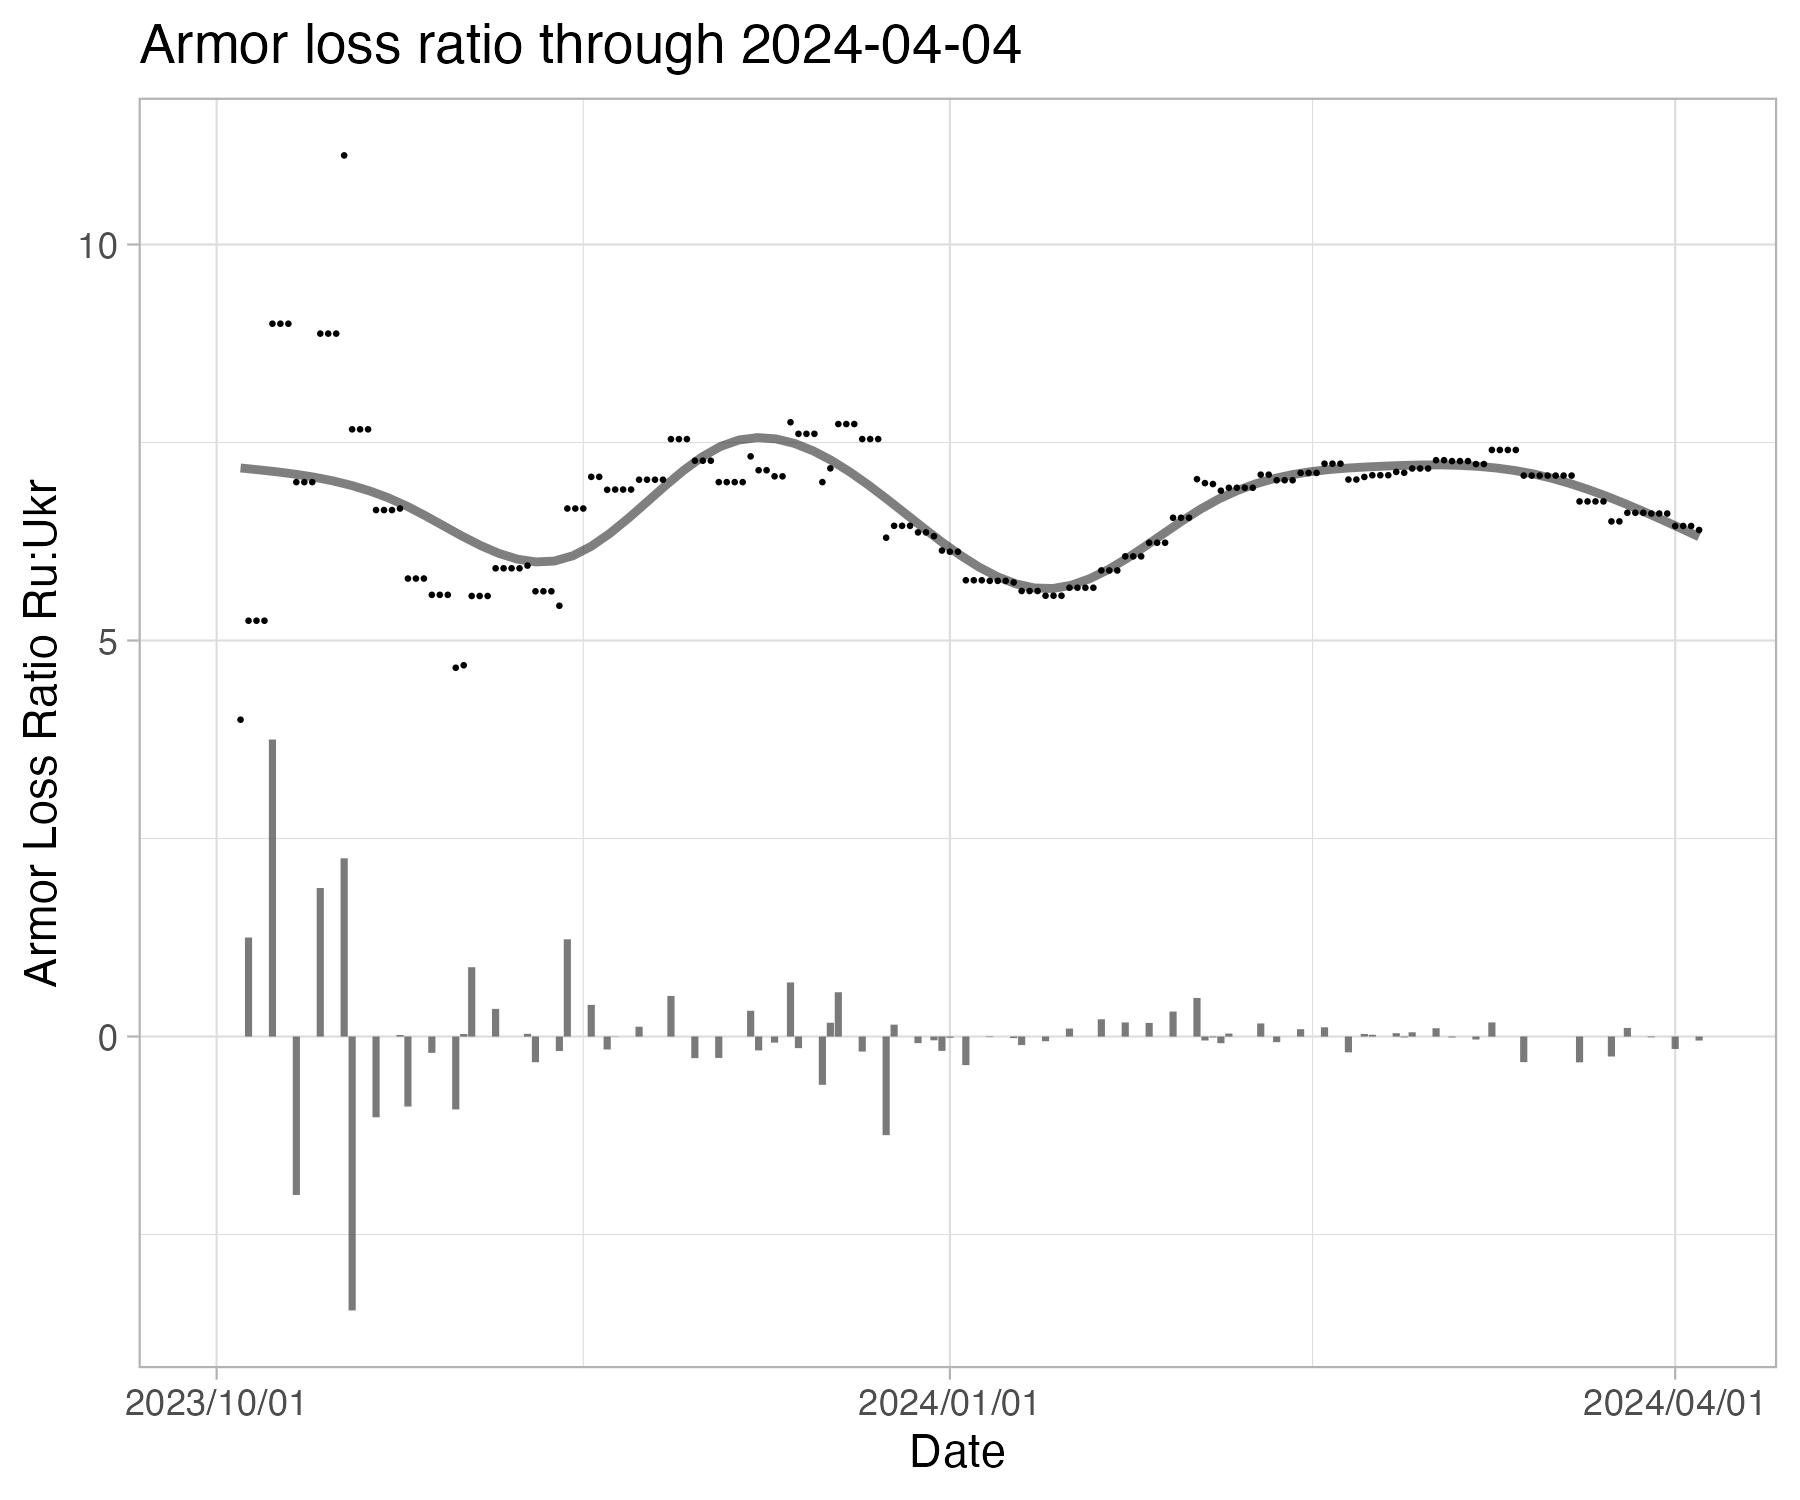 Armor loss ratio through 2024-04-04
Armor Loss Ratio Ru:Ukr
10
5
0
2023/10/01
2024/01/01
2024/04/01
Date